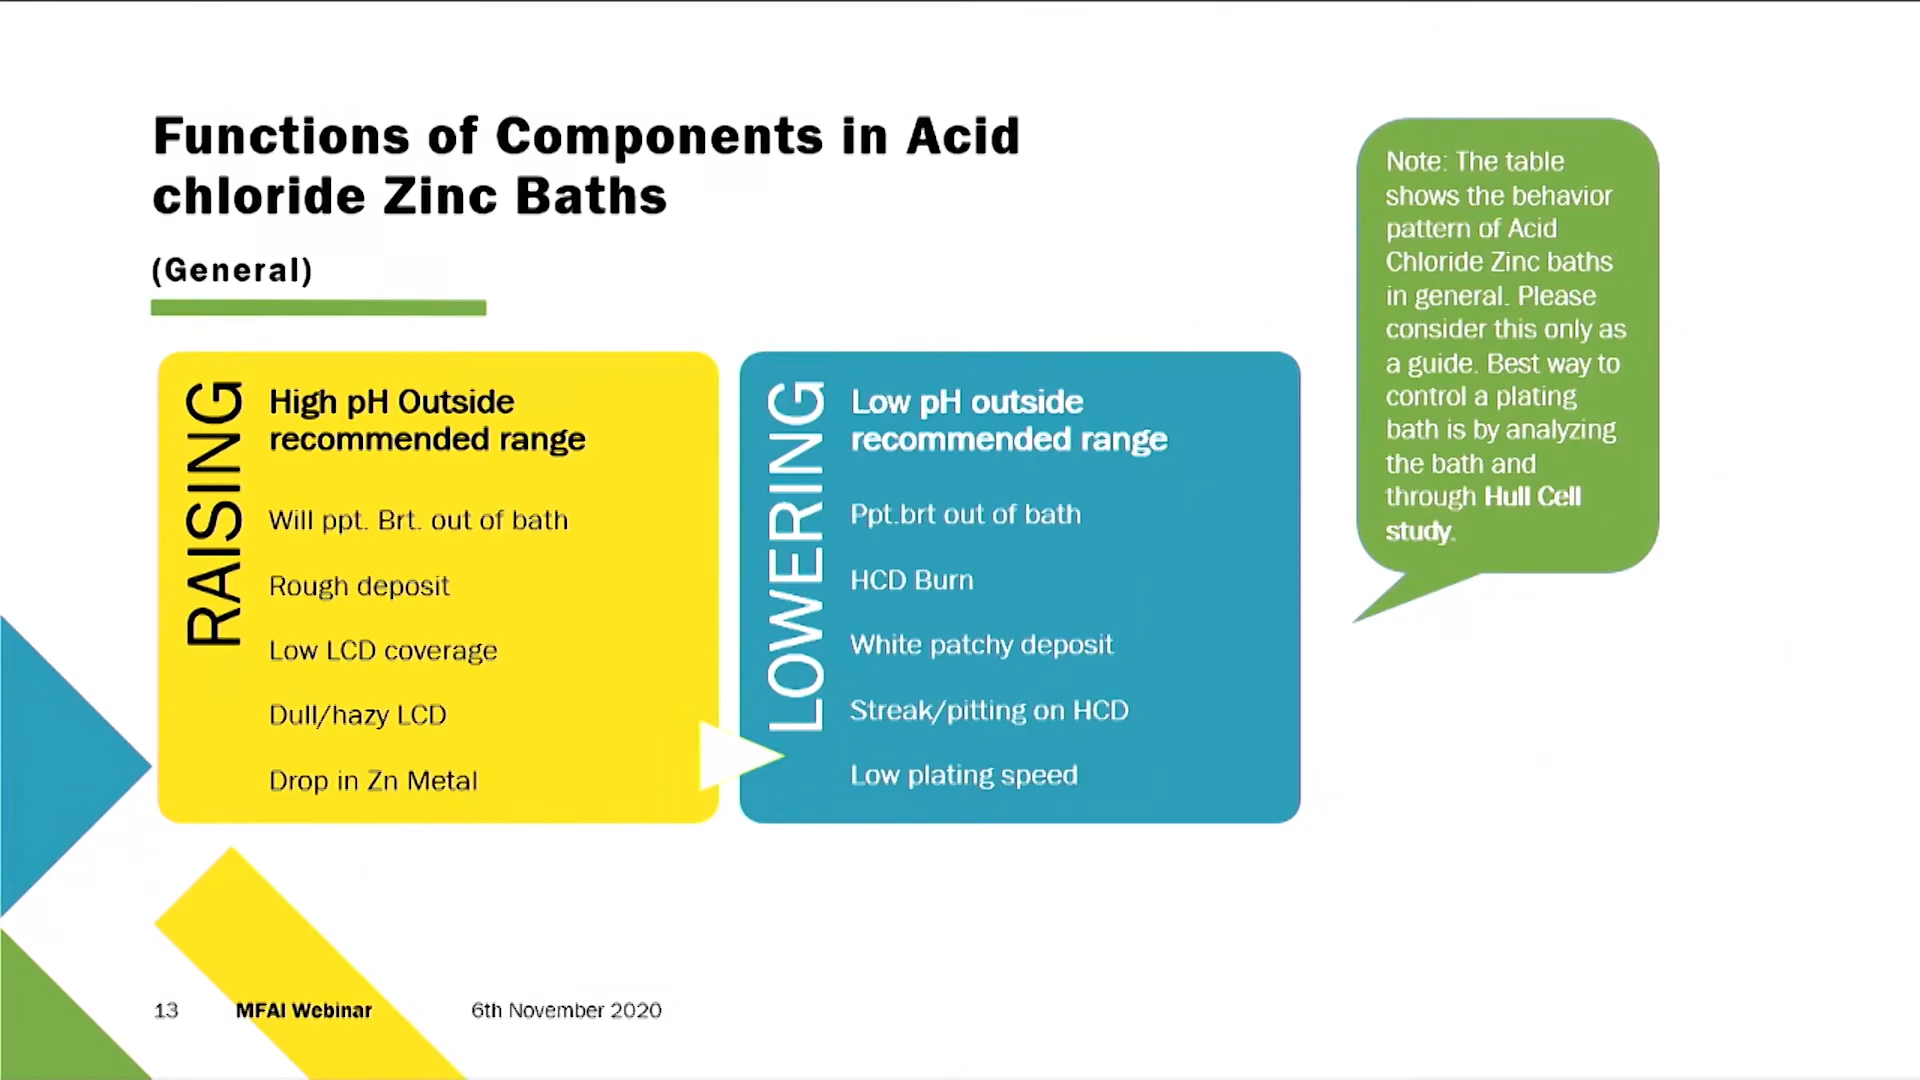 Functions of Components in Acid
chloride Zinc Baths
(General)
RAISING
High pH Outside
recommended range
Will ppt. Brt. out of bath
Rough deposit
Low LCD coverage
Dull/hazy LCD
Drop in Zn Metal
LOWERING
Low pH outside
recommended range
Ppt.brt out of bath
HCD Burn
White patchy deposit
Streak/pitting on HCD
Low plating speed
Note: The table
shows the behavior
pattern of Acid
Chloride Zinc baths
in general. Please
consider this only as
a guide. Best way to
control a plating
bath is by analyzing
the bath and
through Hull Cell
study.
13 MFAI Webinar 6th November 2020